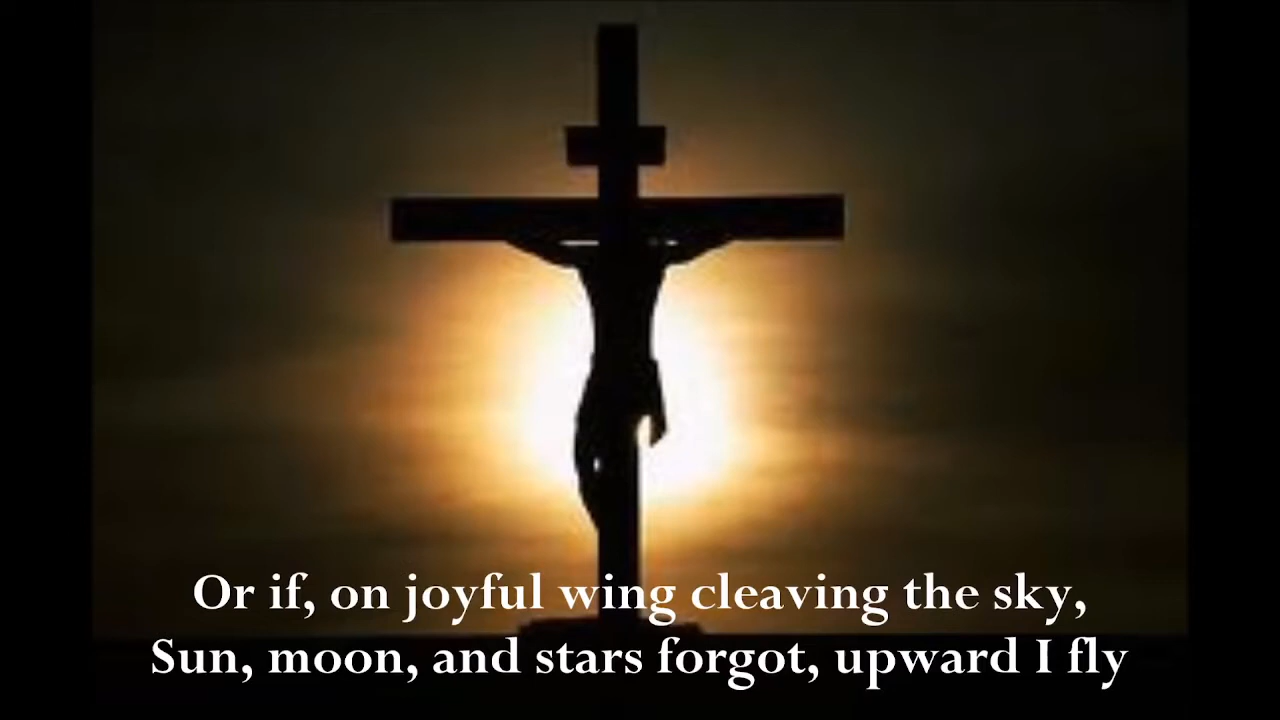 Or if, on joyful wing cleaving the sky,
Sun, moon, and stars forgot, upward I fly